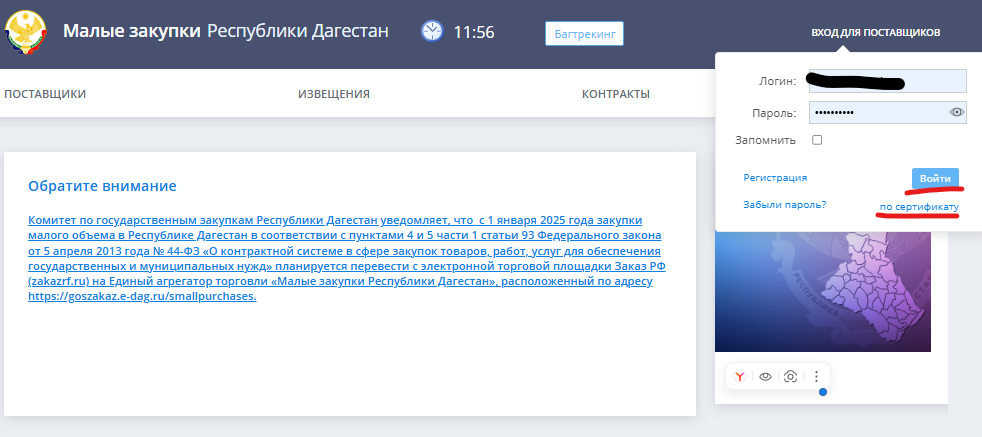 Малые закупки Республики Дагестан
11:56
Багтрекинг
ВХОД ДЛЯ ПОСТАВЩИКОВ
ПОСТАВЩИКИ
ИЗВЕЩЕНИЯ
КОНТРАКТЫ
Логин:
Пароль: ••••••••••
Запомнить
Регистрация
Войти
Забыли пароль?
по сертификату
Обратите внимание
Комитет по государственным закупкам Республики Дагестан уведомляет, что с 1 января 2025 года закупки
малого объема в Республике Дагестан в соответствии с пунктами 4 и 5 части 1 статьи 93 Федерального закона
от 5 апреля 2013 года № 44-ФЗ «О контрактной системе в сфере закупок товаров, работ, услуг для обеспечения
государственных и муниципальных нужд» планируется перевести с электронной торговой площадки Заказ РФ
(zakazrf.ru) на Единый агрегатор торговли «Малые закупки Республики Дагестан», расположенный по адресу
https://goszakaz.e-dag.ru/smallpurchases.